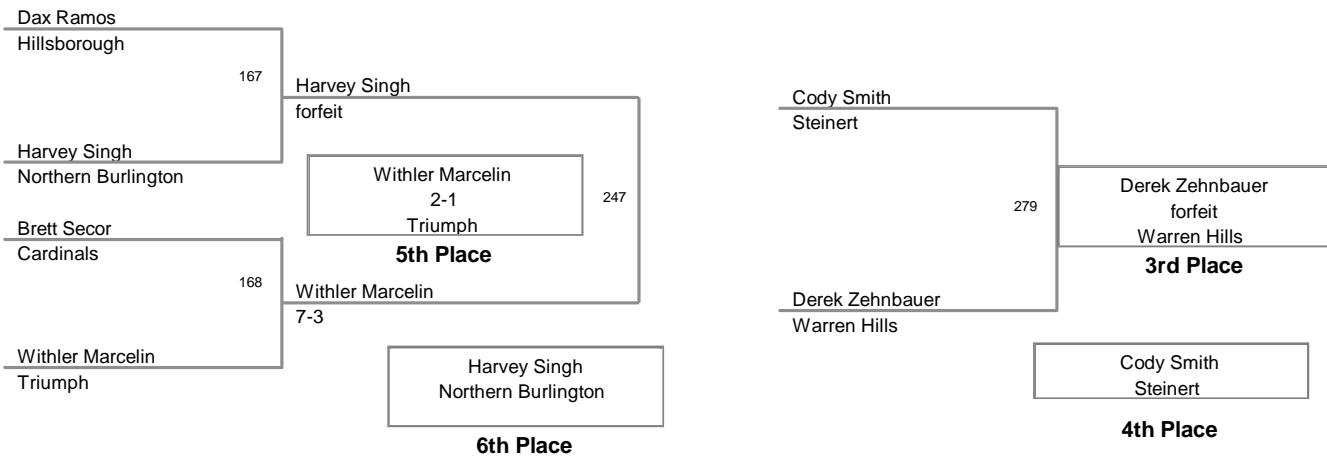 Dax Ramos
Hillsborough
167
Harvey Singh
forfeit
Harvey Singh
Northern Burlington
Withler Marcelin
2-1
Triumph
5th Place
247
Brett Secor
Cardinals
168
Withler Marcelin
7-3
Withler Marcelin
Triumph
Harvey Singh
Northern Burlington
6th Place
Cody Smith
Steinert
279
Derek Zehnbauer
forfeit
Warren Hills
3rd Place
Derek Zehnbauer
Warren Hills
Cody Smith
Steinert
4th Place